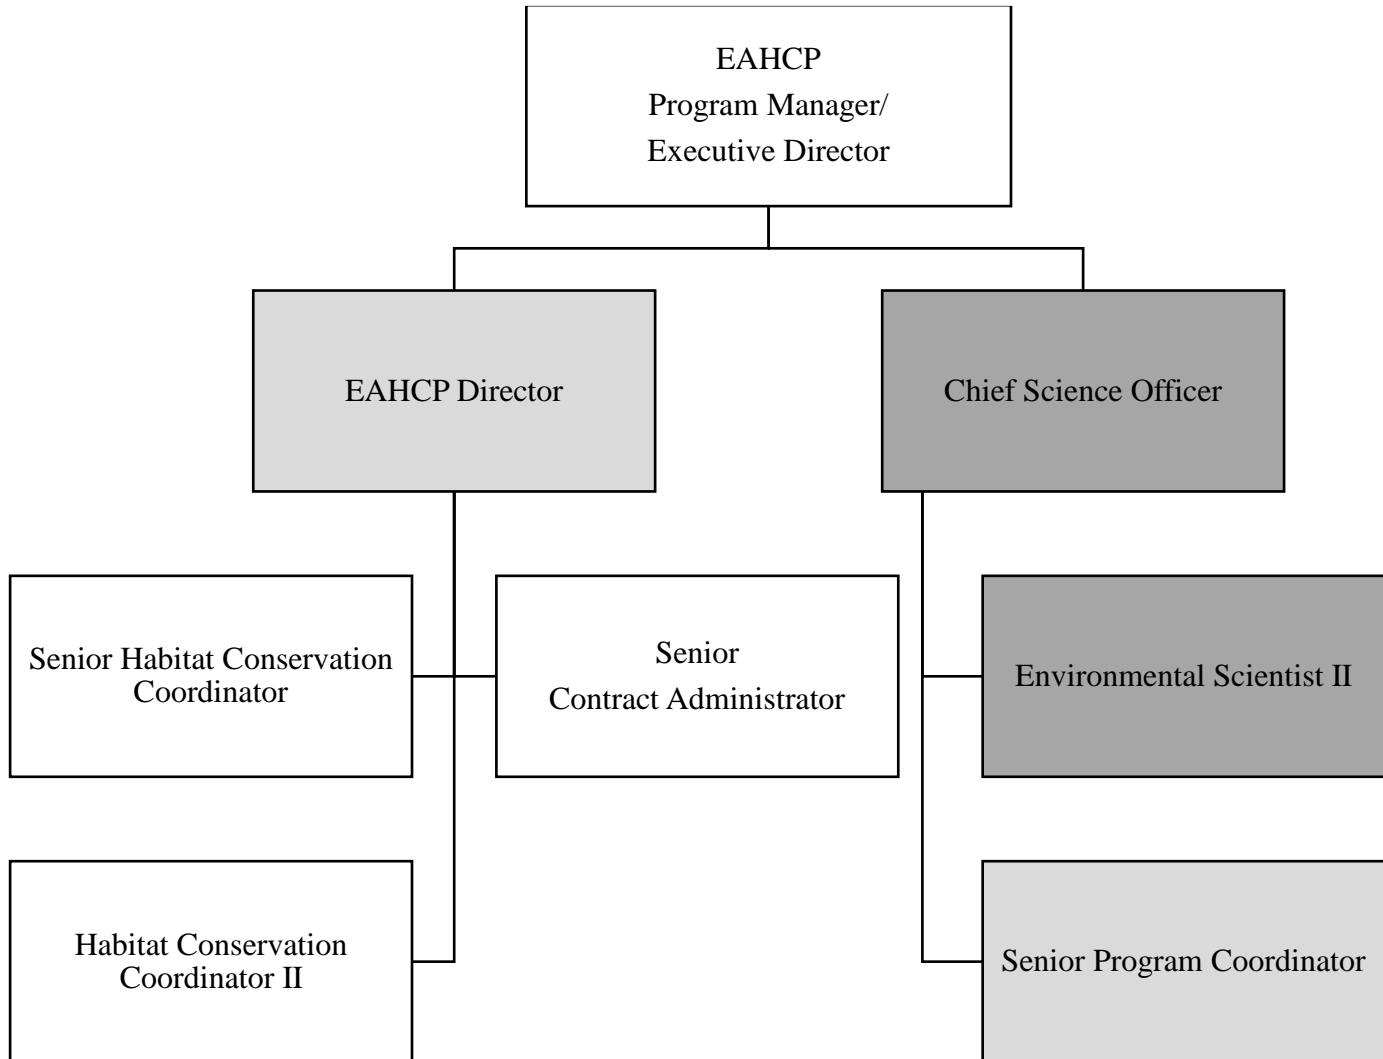 EAHCP
Program Manager/
Executive Director
EAHCP Director
Chief Science Officer
Senior Habitat Conservation
Coordinator
Senior
Contract Administrator
Environmental Scientist II
Habitat Conservation
Coordinator II
Senior Program Coordinator